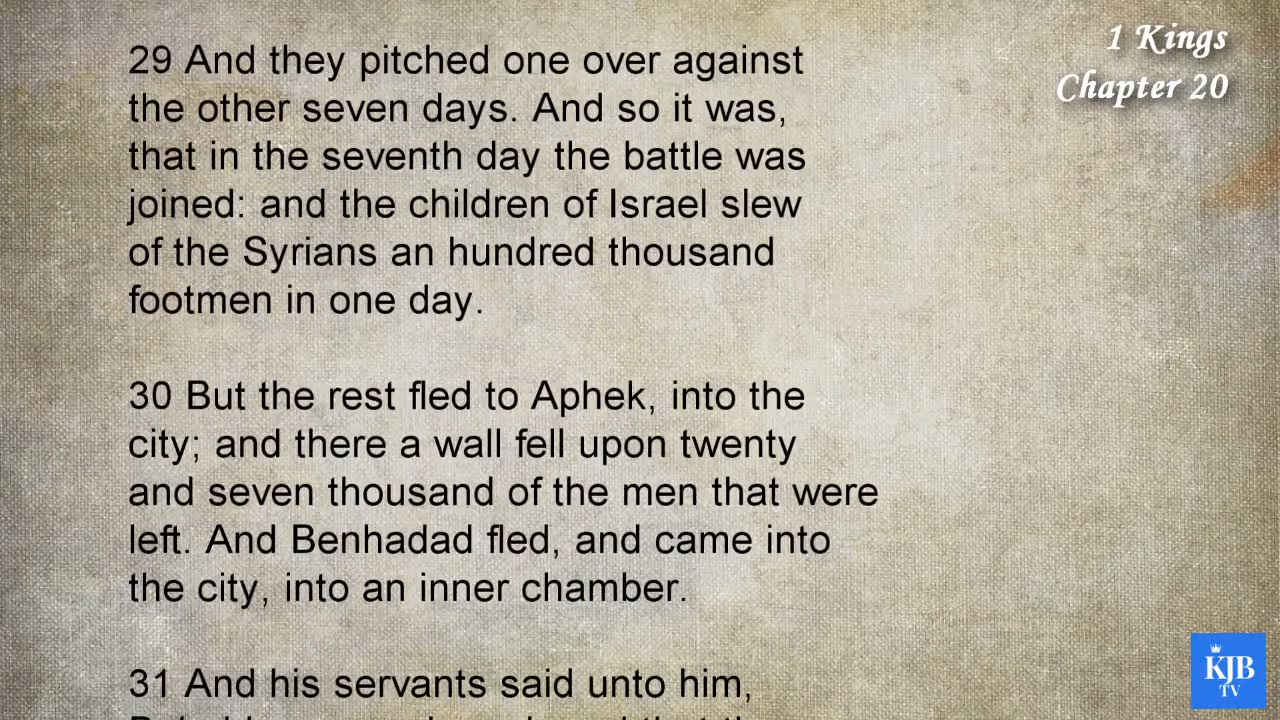 1 Kings
Chapter 20
29 And they pitched one over against
the other seven days. And so it was,
that in the seventh day the battle was
joined: and the children of Israel slew
of the Syrians an hundred thousand
footmen in one day.
30 But the rest fled to Aphek, into the
city; and there a wall fell upon twenty
and seven thousand of the men that were
left. And Benhadad fled, and came into
the city, into an inner chamber.
31 And his servants said unto him,
KJB
TV